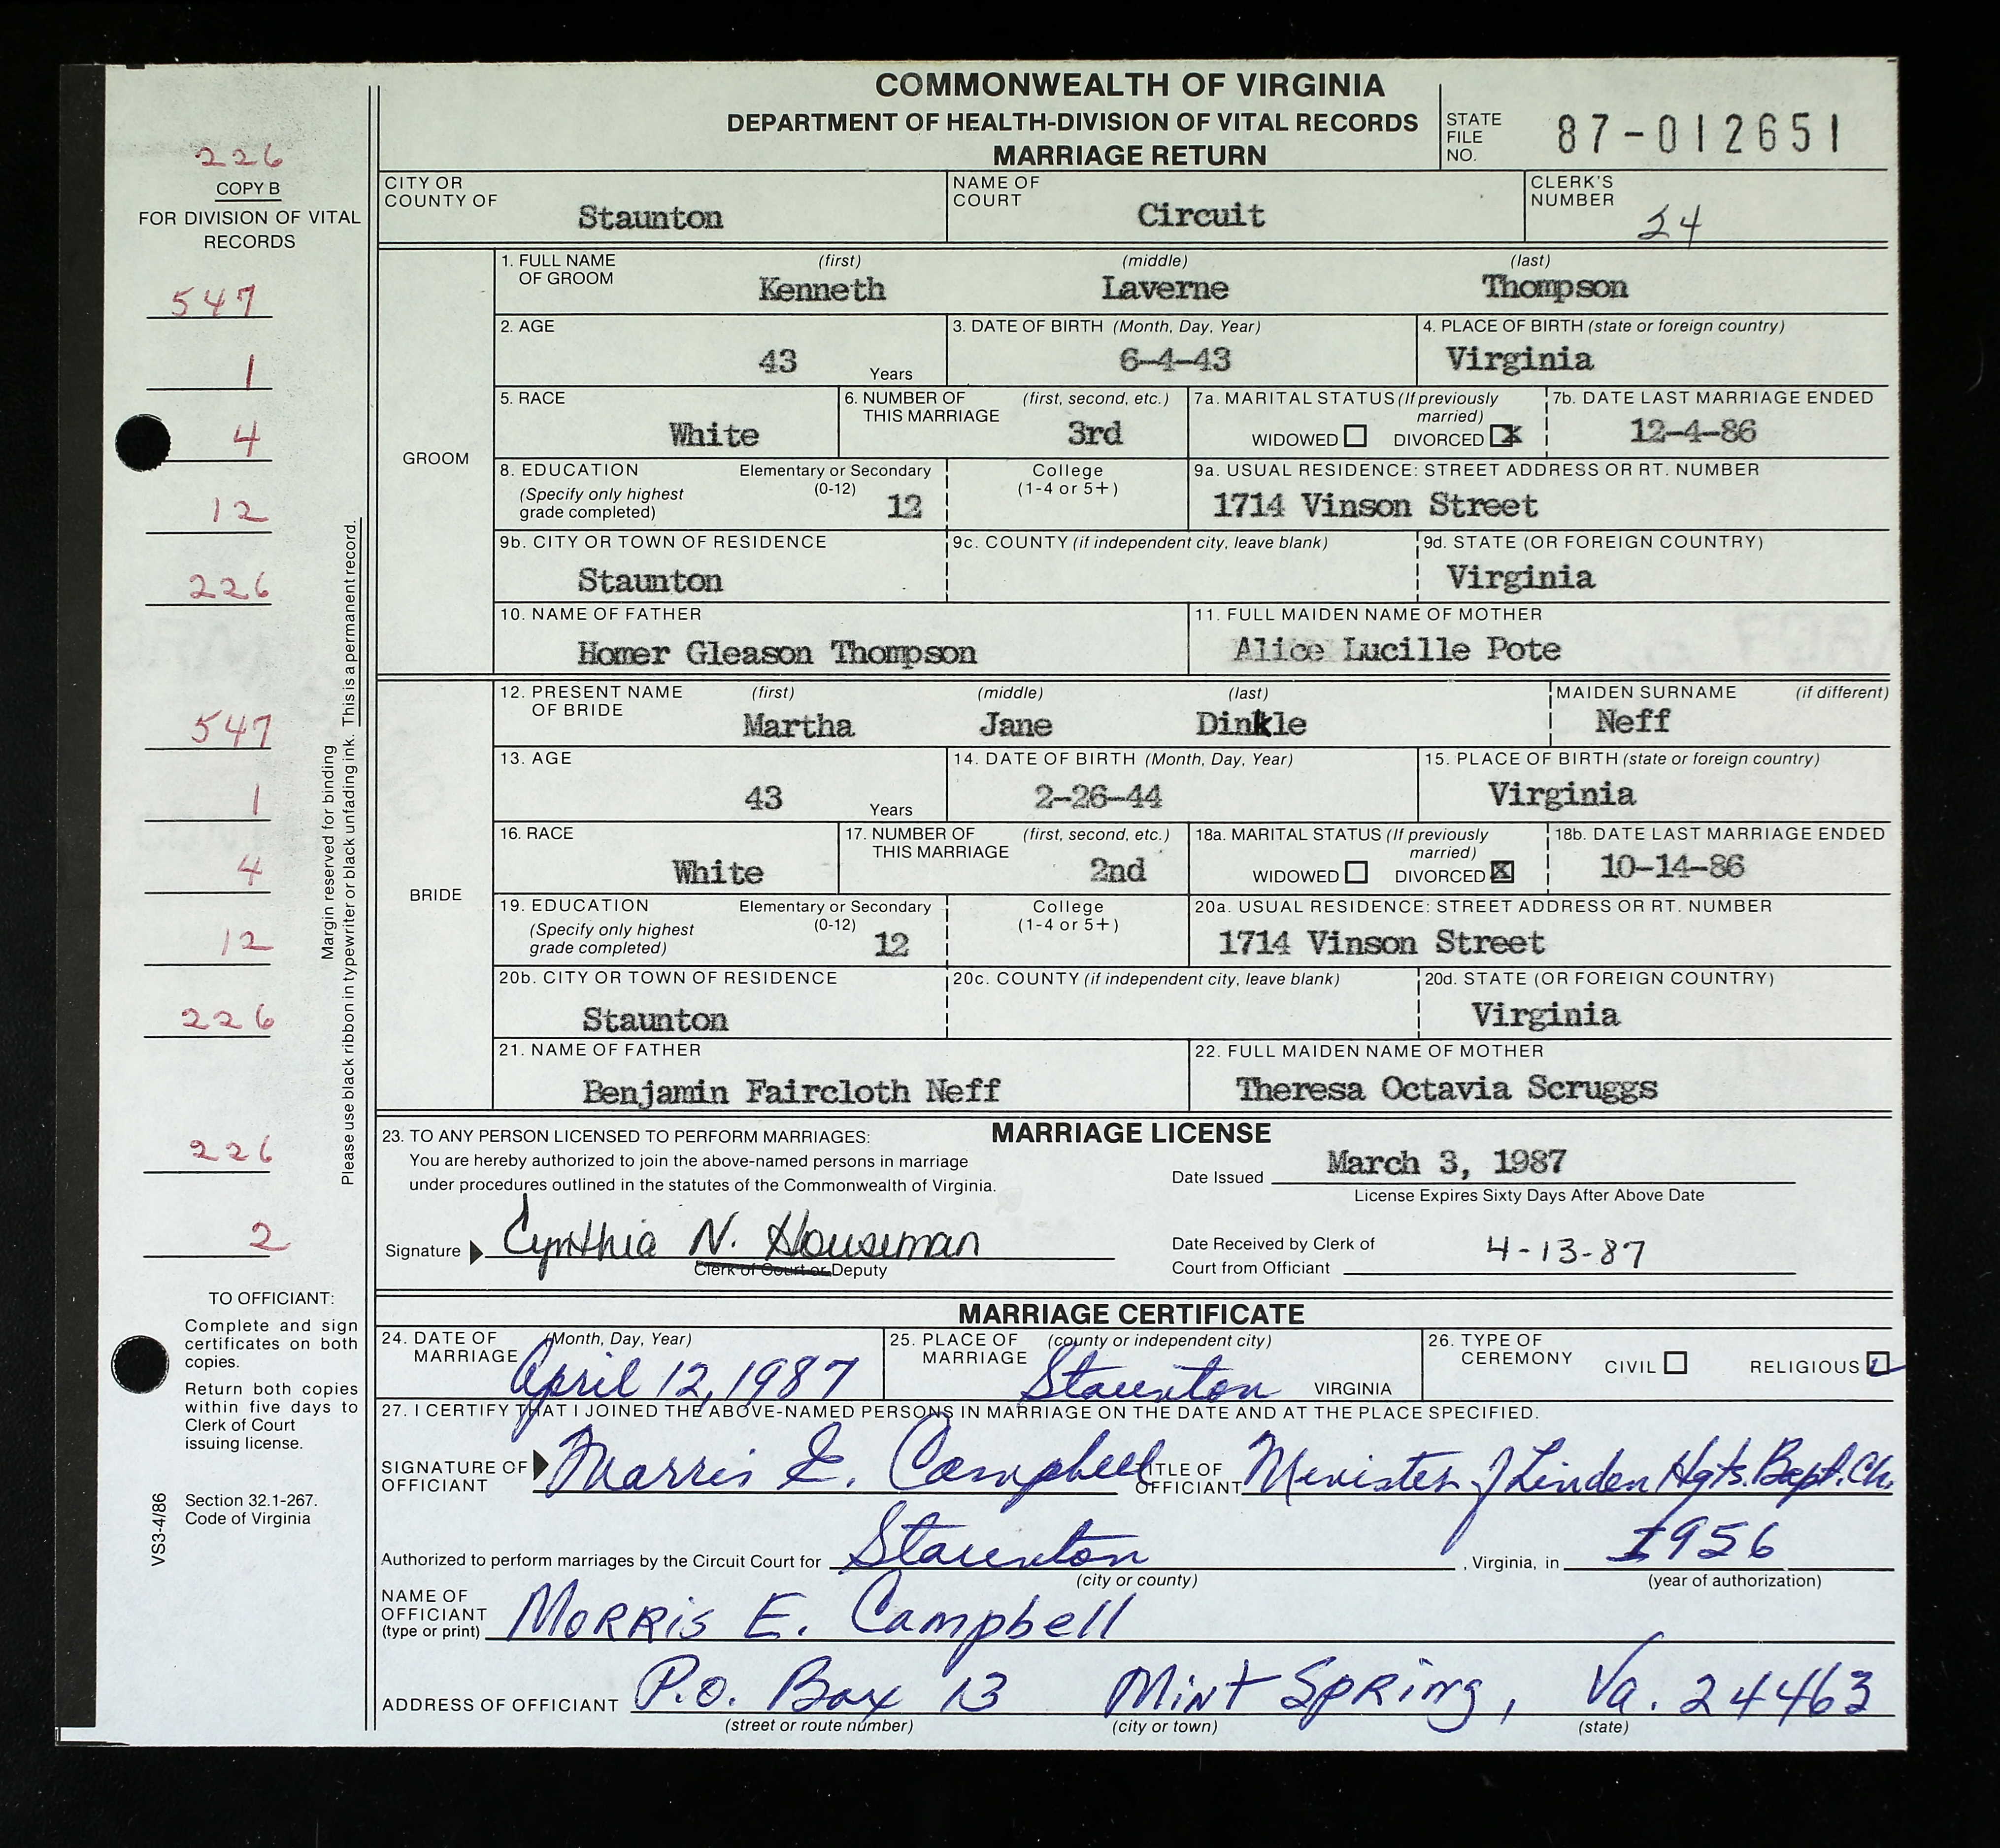 COMMONWEALTH OF VIRGINIA
DEPARTMENT OF HEALTH-DIVISION OF VITAL RECORDS
MARRIAGE RETURN
STATE FILE NO. 87-012651
226
COPY B
FOR DIVISION OF VITAL RECORDS
547
1
4
12
226
547
1
4
12
226
226
2
Margin reserved for binding
Please use black ribbon in typewriter or black unfading ink. This is a permanent record.
TO OFFICIANT:
Complete and sign
certificates on both
copies.
Return both copies
within five days to
Clerk of Court
issuing license.
Section 32.1-267.
Code of Virginia
VS3-4/86
CITY OR COUNTY OF Staunton
NAME OF COURT Circuit
CLERK'S NUMBER 24
GROOM
1. FULL NAME OF GROOM (first) Kenneth (middle) Laverne (last) Thompson
2. AGE 43 Years
3. DATE OF BIRTH (Month, Day, Year) 6-4-43
4. PLACE OF BIRTH (state or foreign country) Virginia
5. RACE White
6. NUMBER OF THIS MARRIAGE (first, second, etc.) 3rd
7a. MARITAL STATUS (If previously married) WIDOWED ☐ DIVORCED ☒
7b. DATE LAST MARRIAGE ENDED 12-4-86
8. EDUCATION (Specify only highest grade completed) Elementary or Secondary (0-12) 12 College (1-4 or 5+)
9a. USUAL RESIDENCE: STREET ADDRESS OR RT. NUMBER 1714 Vinson Street
9b. CITY OR TOWN OF RESIDENCE Staunton
9c. COUNTY (if independent city, leave blank)
9d. STATE (OR FOREIGN COUNTRY) Virginia
10. NAME OF FATHER Homer Gleason Thompson
11. FULL MAIDEN NAME OF MOTHER Alice Lucille Pote
BRIDE
12. PRESENT NAME OF BRIDE (first) Martha (middle) Jane (last) Dinkle
MAIDEN SURNAME (if different) Neff
13. AGE 43 Years
14. DATE OF BIRTH (Month, Day, Year) 2-26-44
15. PLACE OF BIRTH (state or foreign country) Virginia
16. RACE White
17. NUMBER OF THIS MARRIAGE (first, second, etc.) 2nd
18a. MARITAL STATUS (If previously married) WIDOWED ☐ DIVORCED ☒
18b. DATE LAST MARRIAGE ENDED 10-14-86
19. EDUCATION (Specify only highest grade completed) Elementary or Secondary (0-12) 12 College (1-4 or 5+)
20a. USUAL RESIDENCE: STREET ADDRESS OR RT. NUMBER 1714 Vinson Street
20b. CITY OR TOWN OF RESIDENCE Staunton
20c. COUNTY (if independent city, leave blank)
20d. STATE (OR FOREIGN COUNTRY) Virginia
21. NAME OF FATHER Benjamin Faircloth Neff
22. FULL MAIDEN NAME OF MOTHER Theresa Octavia Scruggs
MARRIAGE LICENSE
23. TO ANY PERSON LICENSED TO PERFORM MARRIAGES:
You are hereby authorized to join the above-named persons in marriage
under procedures outlined in the statutes of the Commonwealth of Virginia.
Date Issued March 3, 1987
License Expires Sixty Days After Above Date
Signature Cynthia N. Houseman
Clerk of Court or Deputy
Date Received by Clerk of Court from Officiant 4-13-87
MARRIAGE CERTIFICATE
24. DATE OF MARRIAGE (Month, Day, Year) April 12, 1987
25. PLACE OF MARRIAGE (county or independent city) Staunton VIRGINIA
26. TYPE OF CEREMONY CIVIL ☐ RELIGIOUS ☑
27. I CERTIFY THAT I JOINED THE ABOVE-NAMED PERSONS IN MARRIAGE ON THE DATE AND AT THE PLACE SPECIFIED.
SIGNATURE OF OFFICIANT Morris E. Campbell TITLE OF OFFICIANT Minister of Linden Hgts. Bapt. Ch.
Authorized to perform marriages by the Circuit Court for Staunton, Virginia, in 1956
(city or county) (year of authorization)
NAME OF OFFICIANT (type or print) Morris E. Campbell
ADDRESS OF OFFICIANT P.O. Box 13 Mint Spring, Va. 24463
(street or route number) (city or town) (state)